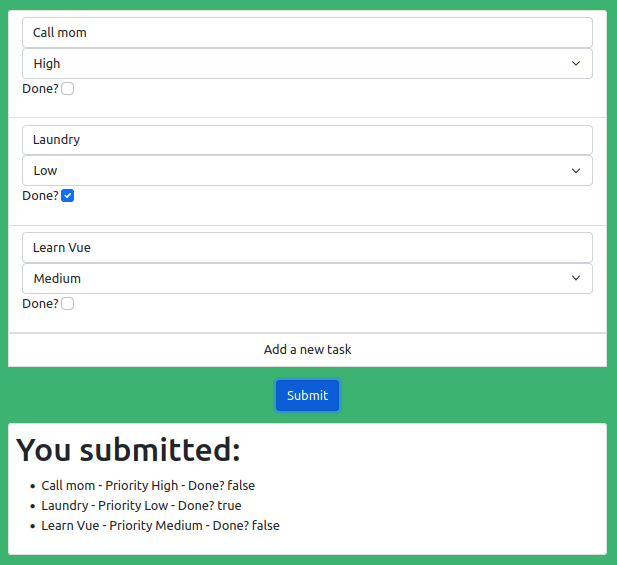 Call mom
High
Done?
Laundry
Low
Done?
Learn Vue
Medium
Done?
Add a new task
Submit
You submitted:
Call mom - Priority High - Done? false
Laundry - Priority Low - Done? true
Learn Vue - Priority Medium - Done? false